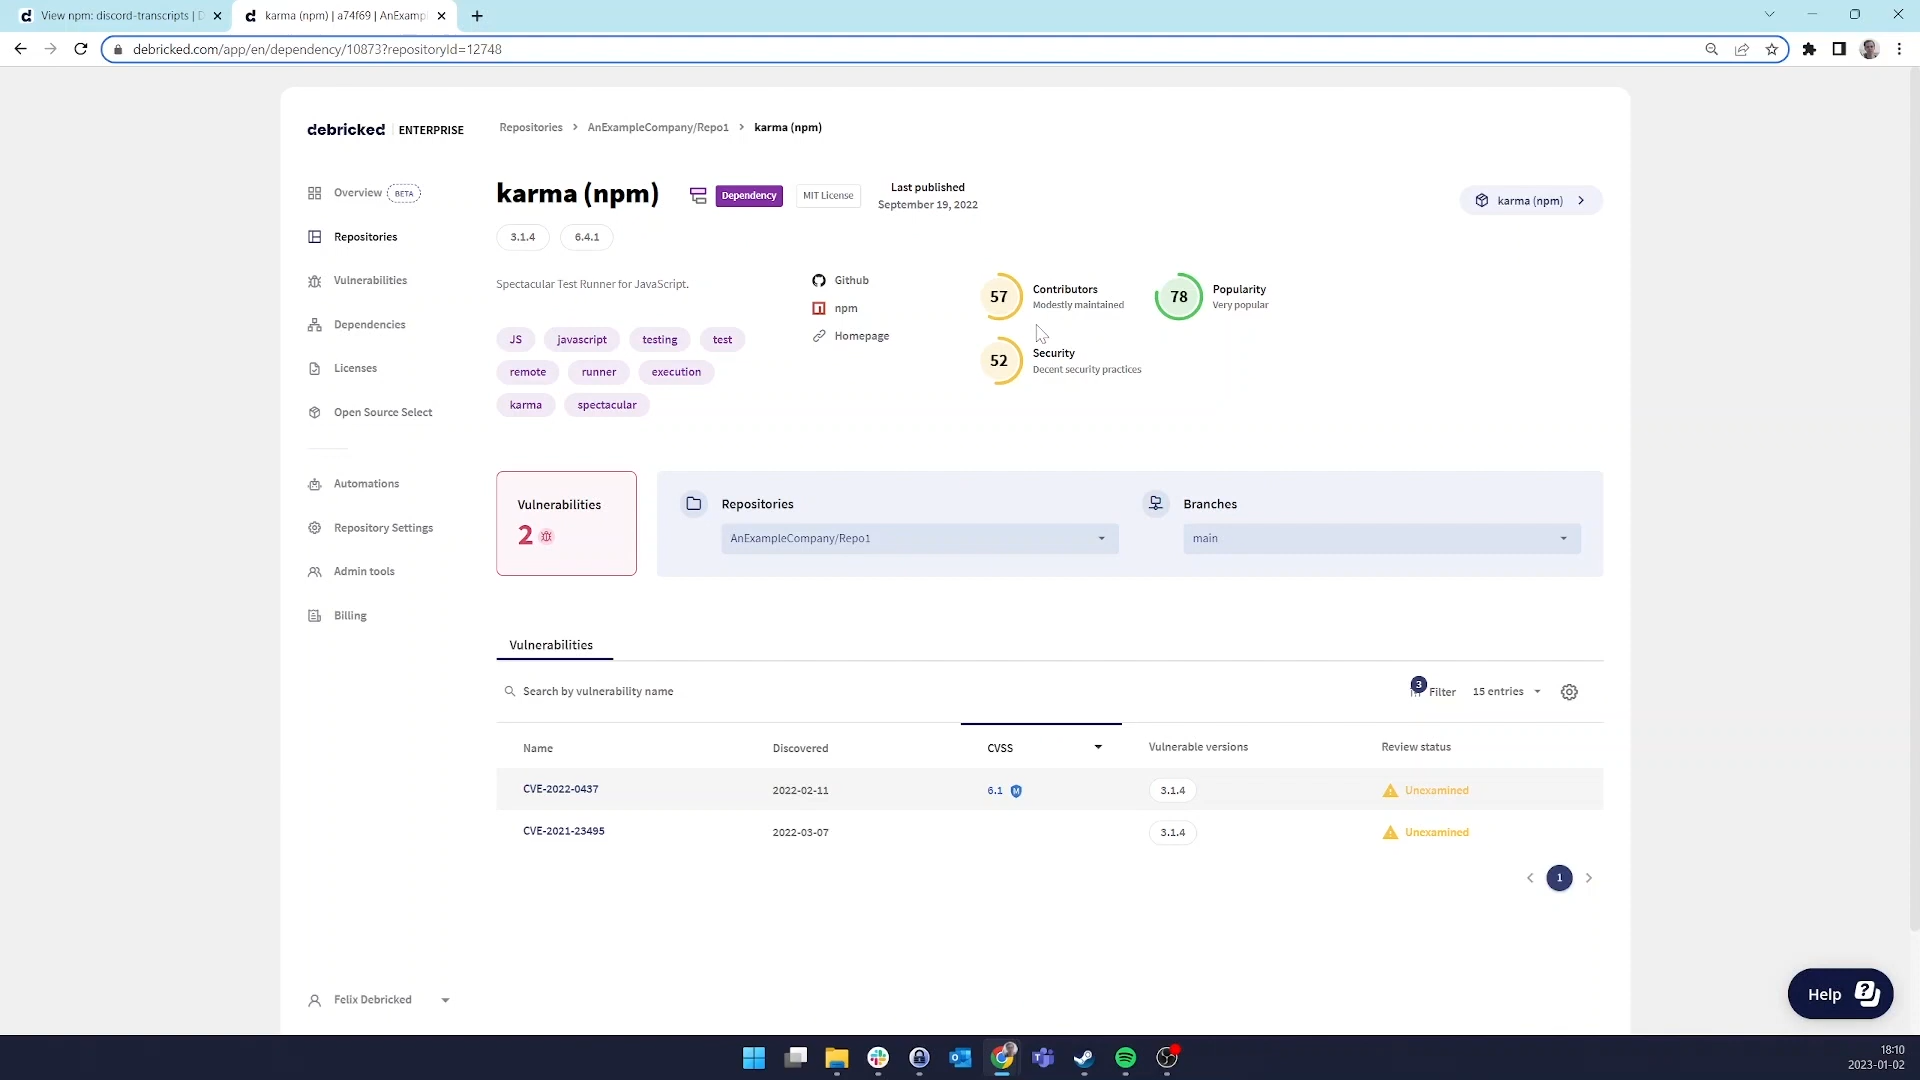 View npm: discord-transcripts | D
karma (npm) | a74f69 | AnExamp
debricked.com/app/en/dependency/10873?repositoryId=12748
debricked ENTERPRISE
Repositories > AnExampleCompany/Repo1 > karma (npm)
Overview BETA
Repositories
Vulnerabilities
Dependencies
Licenses
Open Source Select
Automations
Repository Settings
Admin tools
Billing
Felix Debricked
karma (npm)
Dependency
MIT License
Last published
September 19, 2022
karma (npm)
3.1.4 6.4.1
Spectacular Test Runner for JavaScript.
JS javascript testing test
remote runner execution
karma spectacular
Github
npm
Homepage
57 Contributors
Modestly maintained
78 Popularity
Very popular
52 Security
Decent security practices
Vulnerabilities
2
Repositories
AnExampleCompany/Repo1
Branches
main
Vulnerabilities
Search by vulnerability name
3 Filter 15 entries
Name Discovered CVSS Vulnerable versions Review status
CVE-2022-0437 2022-02-11 6.1 M 3.1.4 Unexamined
CVE-2021-23495 2022-03-07 3.1.4 Unexamined
1
Help ?
18:10
2023-01-02